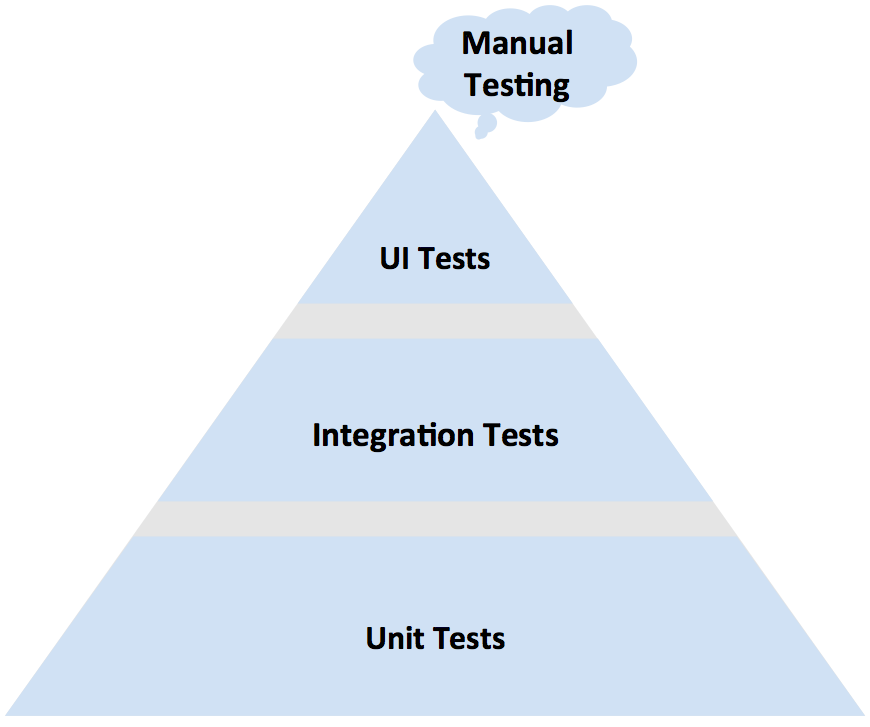 Manual
Testing
UI Tests
Integration Tests
Unit Tests